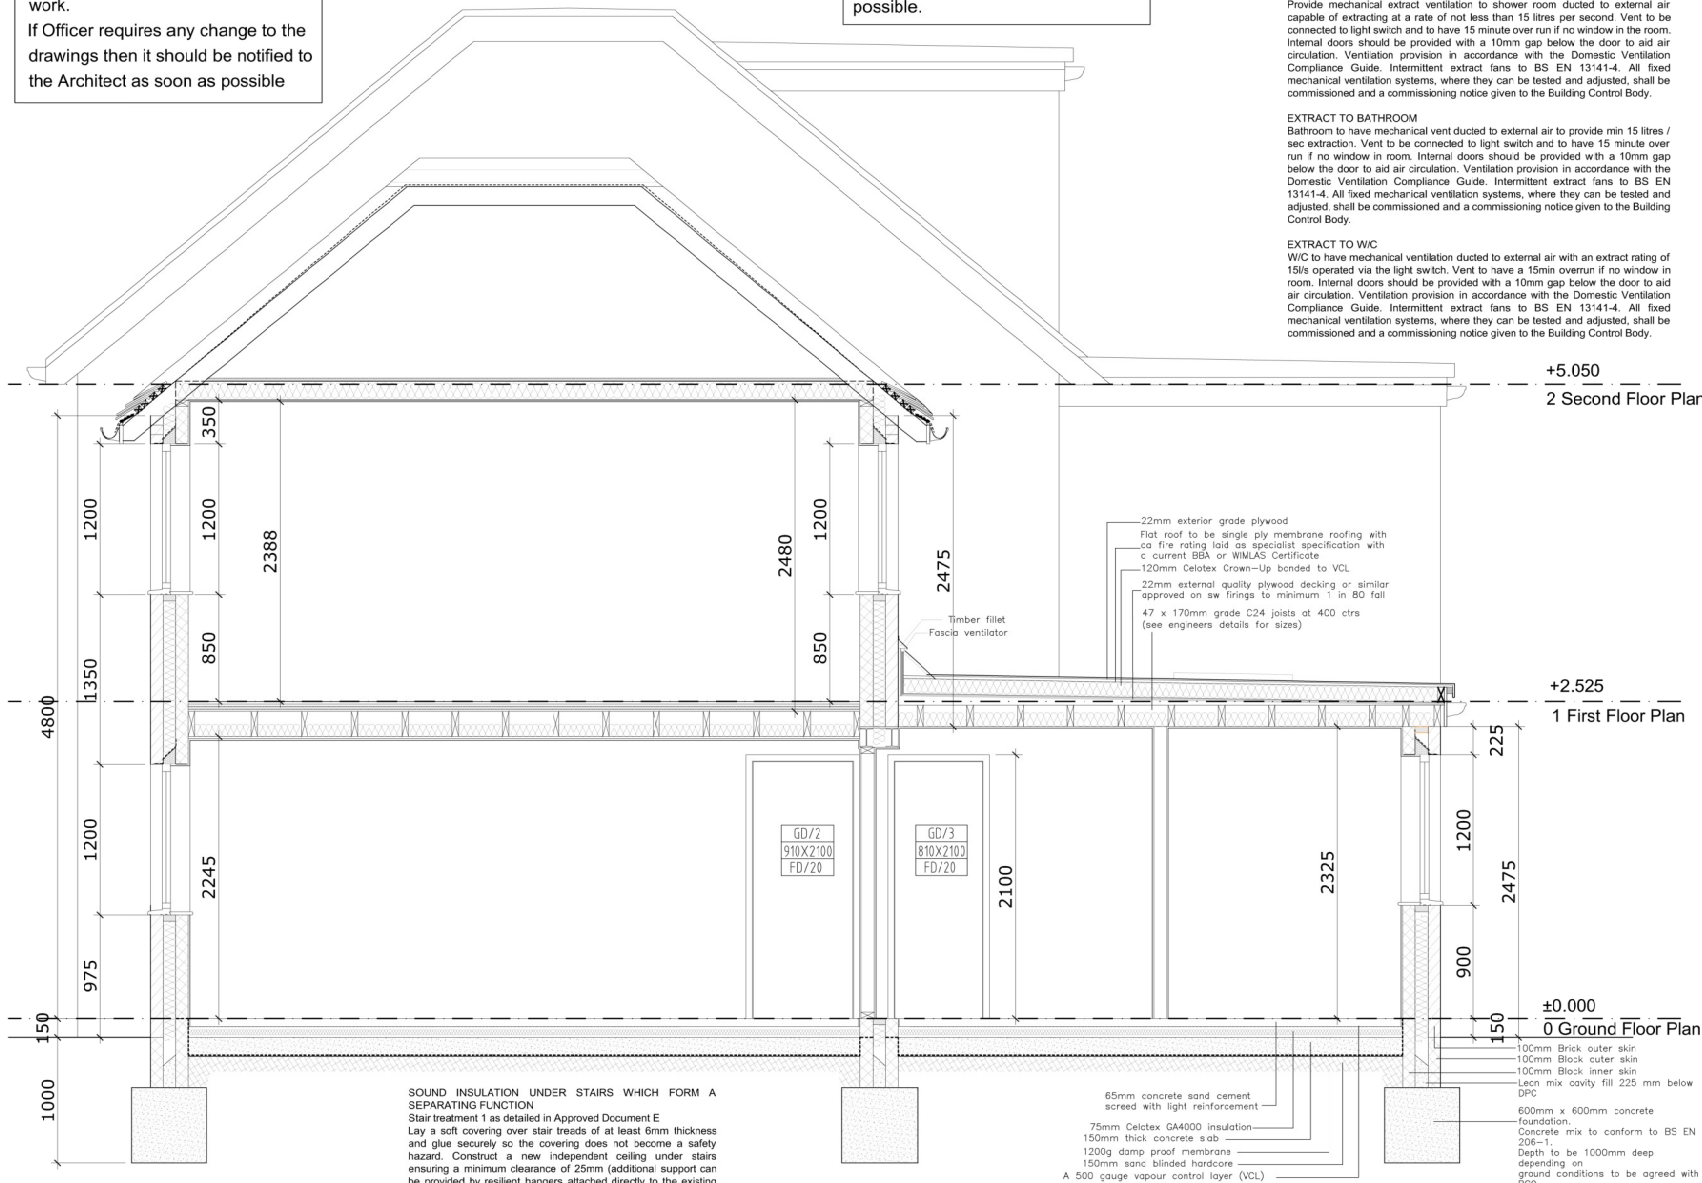 work.
If Officer requires any change to the
drawings then it should be notified to
the Architect as soon as possible
possible.
Provide mechanical extract ventilation to shower room ducted to external air
capable of extracting at a rate of not less than 15 litres per second. Vent to be
connected to light switch and to have 15 minute over run if no window in the room.
Internal doors should be provided with a 10mm gap below the door to aid air
circulation. Ventilation provision in accordance with the Domestic Ventilation
Compliance Guide. Intermittent extract fans to BS EN 13141-4. All fixed
mechanical ventilation systems, where they can be tested and adjusted, shall be
commissioned and a commissioning notice given to the Building Control Body.
EXTRACT TO BATHROOM
Bathroom to have mechanical vent ducted to external air to provide min 15 litres /
sec extraction. Vent to be connected to light switch and to have 15 minute over
run if no window in room. Internal doors should be provided with a 10mm gap
below the door to aid air circulation. Ventilation provision in accordance with the
Domestic Ventilation Compliance Guide. Intermittent extract fans to BS EN
13141-4. All fixed mechanical ventilation systems, where they can be tested and
adjusted, shall be commissioned and a commissioning notice given to the Building
Control Body.
EXTRACT TO W/C
W/C to have mechanical ventilation ducted to external air with an extract rating of
15l/s operated via the light switch. Vent to have a 15min overrun if no window in
room. Internal doors should be provided with a 10mm gap below the door to aid
air circulation. Ventilation provision in accordance with the Domestic Ventilation
Compliance Guide. Intermittent extract fans to BS EN 13141-4. All fixed
mechanical ventilation systems, where they can be tested and adjusted, shall be
commissioned and a commissioning notice given to the Building Control Body.
+5.050
2 Second Floor Plan
350
1200
1200
2388
2480
1200
2475
850
850
1350
4800
22mm exterior grade plywood
Flat roof to be single ply membrane roofing with
aa fire rating laid as specialist specification with
a current BBA or WIMLAS Certificate
120mm Celotex Crown-Up bonded to VCL
22mm external quality plywood decking or similar
approved on sw firings to minimum 1 in 80 fall
47 x 170mm grade C24 joists at 400 ctrs
(see engineers details for sizes)
Timber fillet
Fascia ventilator
+2.525
1 First Floor Plan
225
1200
2245
975
GD/2
910X2100
FD/20
GD/3
810X2100
FD/20
2100
2325
1200
2475
900
±0.000
0 Ground Floor Plan
150
150
1000
100mm Brick outer skin
100mm Block outer skin
100mm Block inner skin
Lean mix cavity fill 225 mm below
DPC
600mm x 600mm concrete
foundation.
Concrete mix to conform to BS EN
206-1.
Depth to be 1000mm deep
depending on
ground conditions to be agreed with
65mm concrete sand cement
screed with light reinforcement
75mm Celotex GA4000 insulation
150mm thick concrete slab
1200g damp proof membrane
150mm sand blinded hardcore
A 500 gauge vapour control layer (VCL)
SOUND INSULATION UNDER STAIRS WHICH FORM A
SEPARATING FUNCTION
Stair treatment 1 as detailed in Approved Document E
Lay a soft covering over stair treads of at least 6mm thickness
and glue securely so the covering does not become a safety
hazard. Construct a new independent ceiling under stairs
ensuring a minimum clearance of 25mm (additional support can
be provided by resilient hangers attached directly to the existing